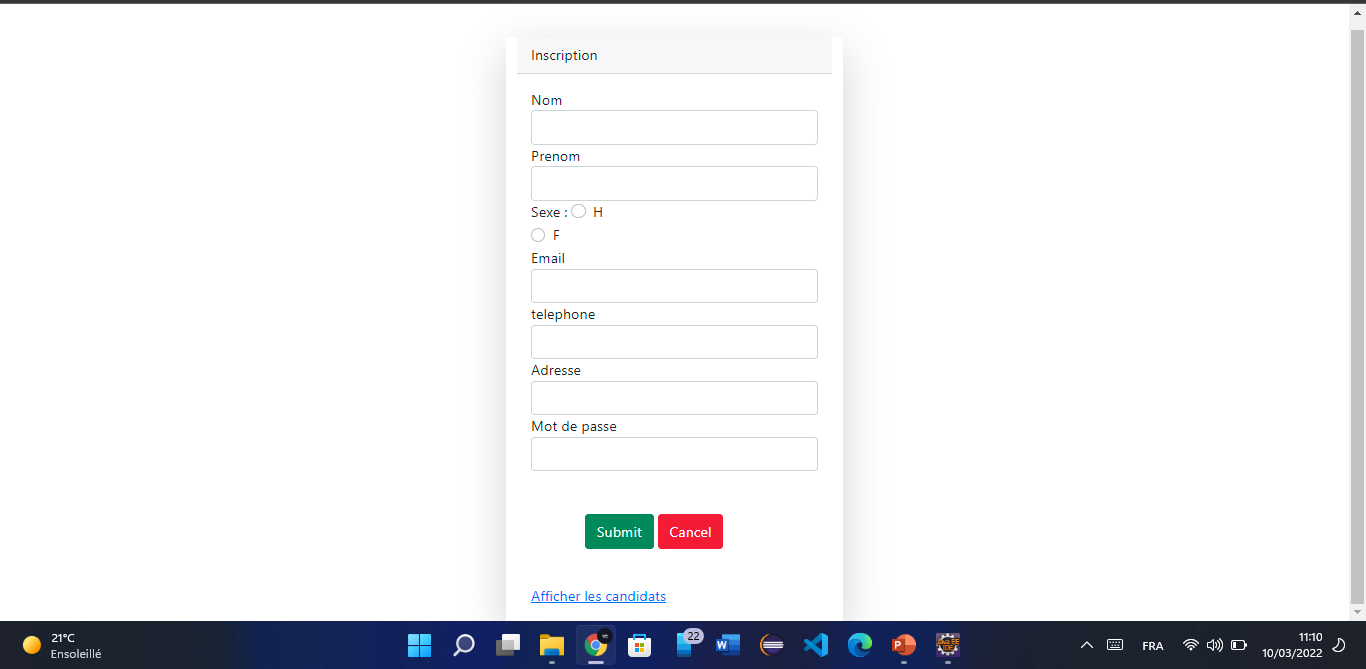 Inscription
Nom
Prenom
Sexe : H
F
Email
telephone
Adresse
Mot de passe
Submit Cancel
Afficher les candidats
21°C
Ensoleillé
22
FRA
11:10
10/03/2022